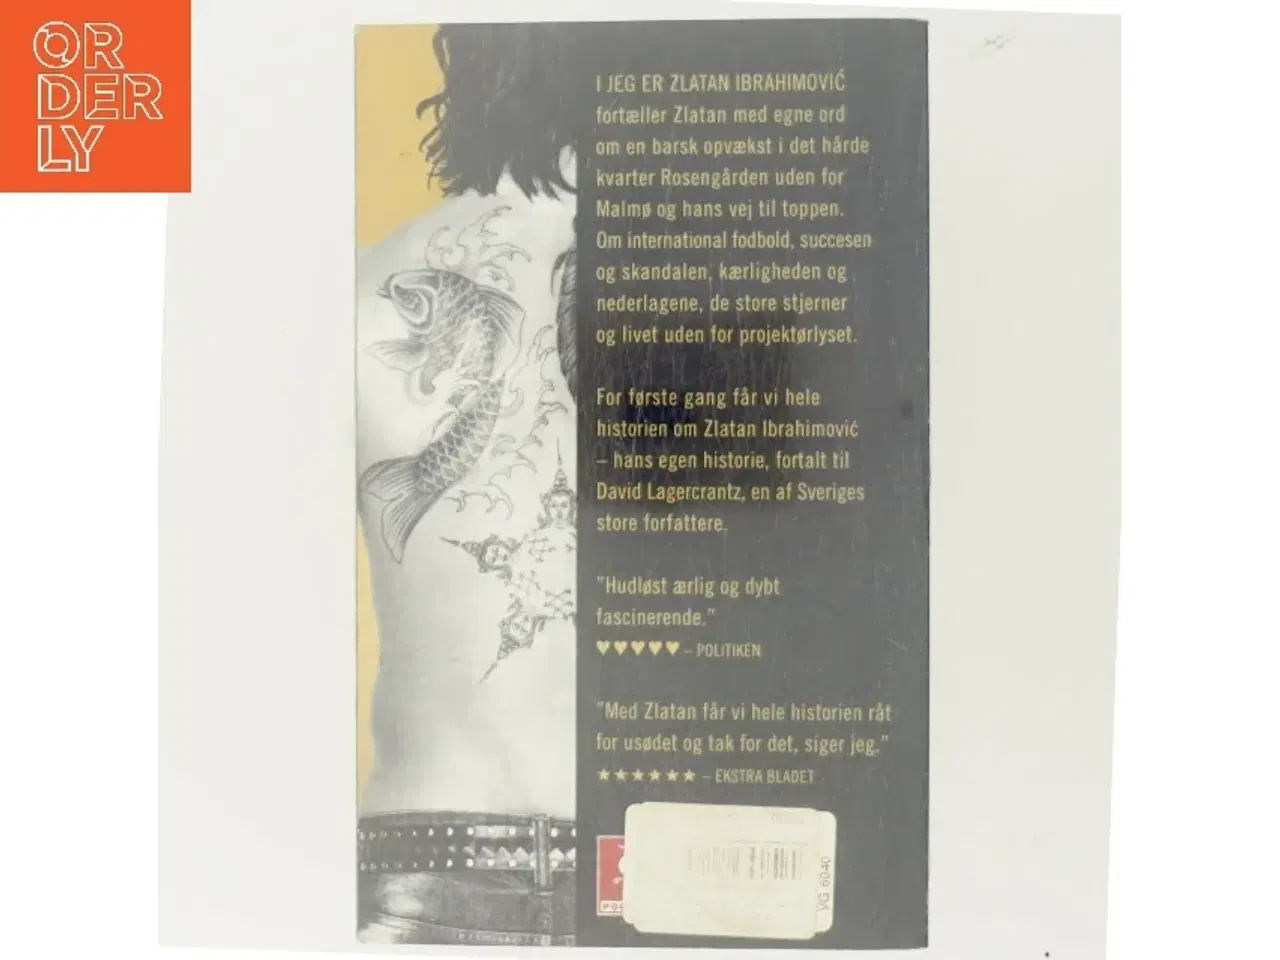 OR
DER
LY
I JEG ER ZLATAN IBRAHIMOVIĆ
fortæller Zlatan med egne ord
om en barsk opvækst i det hårde
kvarter Rosengården uden for
Malmø og hans vej til toppen.
Om international fodbold, succesen
og skandalen, kærligheden og
nederlagene, de store stjerner
og livet uden for projektørlyset.
For første gang får vi hele
historien om Zlatan Ibrahimović
– hans egen historie, fortalt til
David Lagercrantz, en af Sveriges
store forfattere.
"Hudløst ærlig og dybt
fascinerende."
♥♥♥♥♥ – POLITIKEN
"Med Zlatan får vi hele historien råt
for usødet og tak for det, siger jeg."
★★★★★★ – EKSTRA BLADET
VG 6040